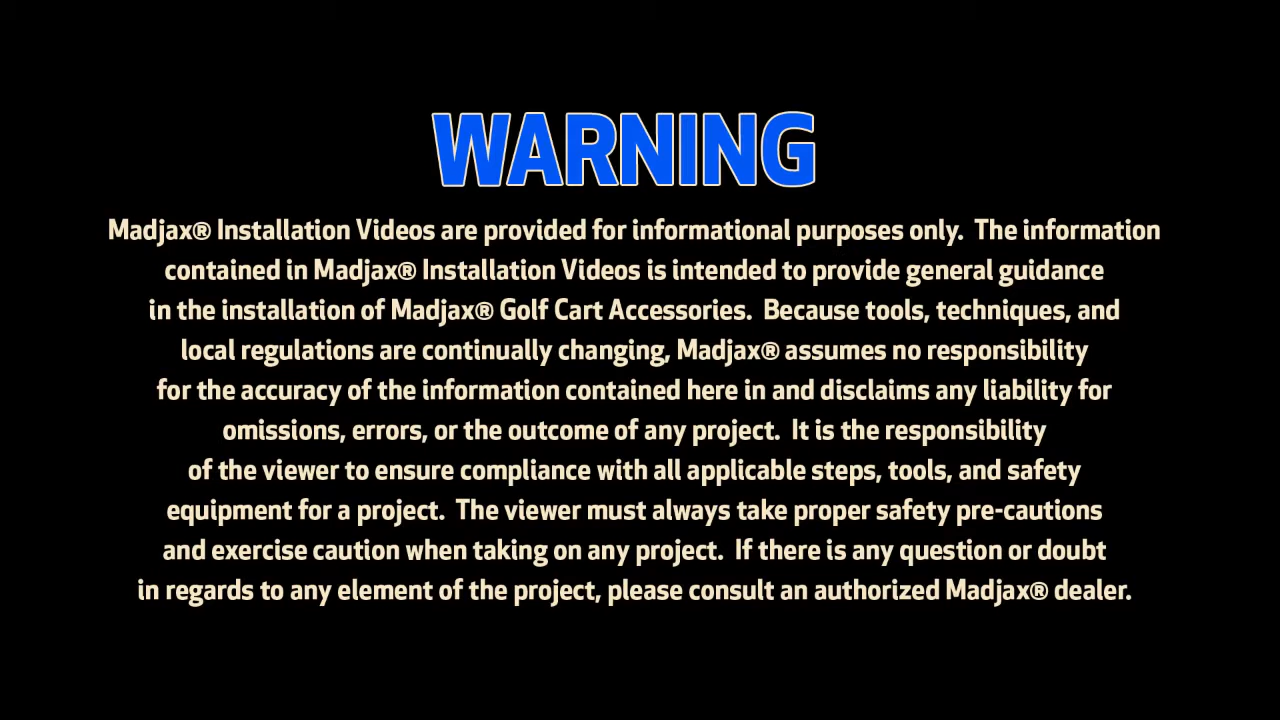 WARNING
Madjax® Installation Videos are provided for informational purposes only.  The information
contained in Madjax® Installation Videos is intended to provide general guidance
in the installation of Madjax® Golf Cart Accessories.  Because tools, techniques, and
local regulations are continually changing, Madjax® assumes no responsibility
for the accuracy of the information contained here in and disclaims any liability for
omissions, errors, or the outcome of any project.  It is the responsibility
of the viewer to ensure compliance with all applicable steps, tools, and safety
equipment for a project.  The viewer must always take proper safety pre-cautions
and exercise caution when taking on any project.  If there is any question or doubt
in regards to any element of the project, please consult an authorized Madjax® dealer.